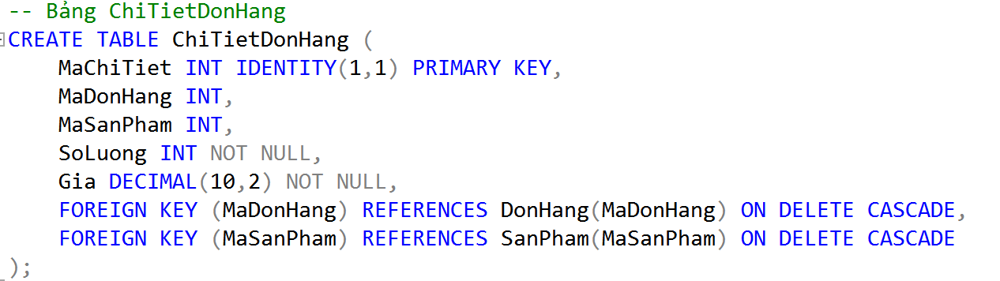 -- Bảng ChiTietDonHang
CREATE TABLE ChiTietDonHang (
    MaChiTiet INT IDENTITY(1,1) PRIMARY KEY,
    MaDonHang INT,
    MaSanPham INT,
    SoLuong INT NOT NULL,
    Gia DECIMAL(10,2) NOT NULL,
    FOREIGN KEY (MaDonHang) REFERENCES DonHang(MaDonHang) ON DELETE CASCADE,
    FOREIGN KEY (MaSanPham) REFERENCES SanPham(MaSanPham) ON DELETE CASCADE
);